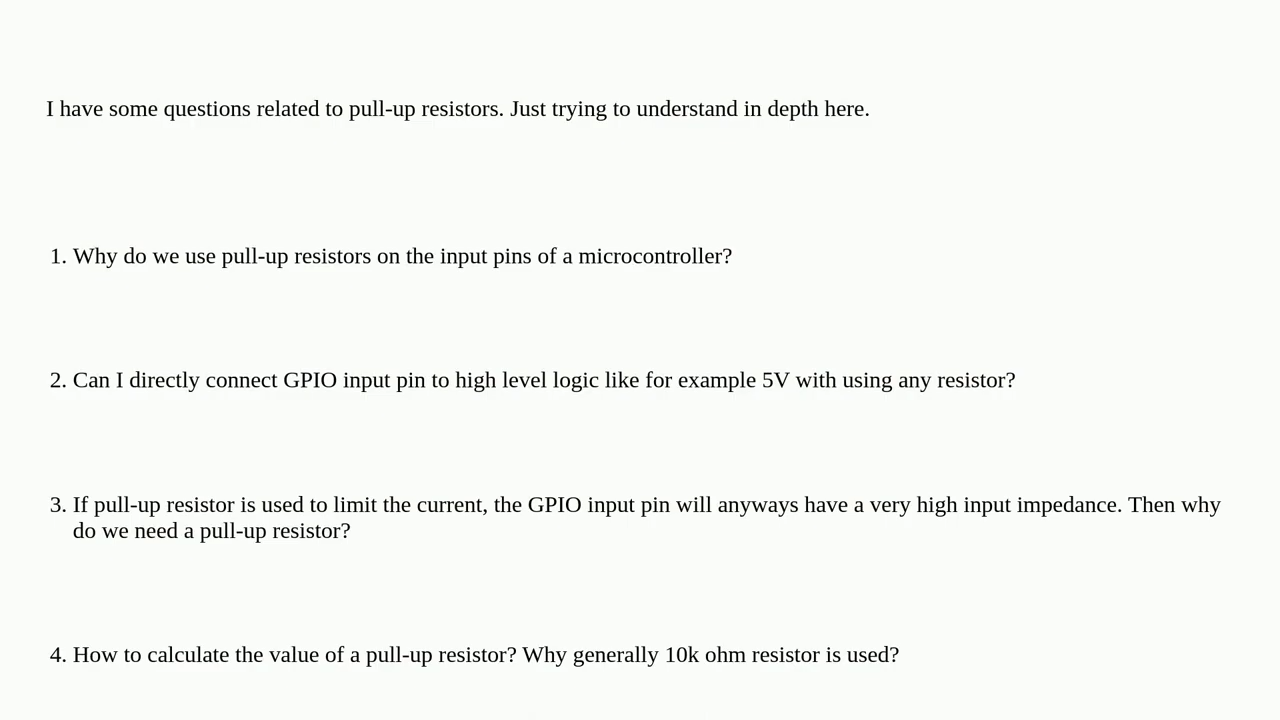 I have some questions related to pull-up resistors. Just trying to understand in depth here.
1. Why do we use pull-up resistors on the input pins of a microcontroller?
2. Can I directly connect GPIO input pin to high level logic like for example 5V with using any resistor?
3. If pull-up resistor is used to limit the current, the GPIO input pin will anyways have a very high input impedance. Then why
do we need a pull-up resistor?
4. How to calculate the value of a pull-up resistor? Why generally 10k ohm resistor is used?